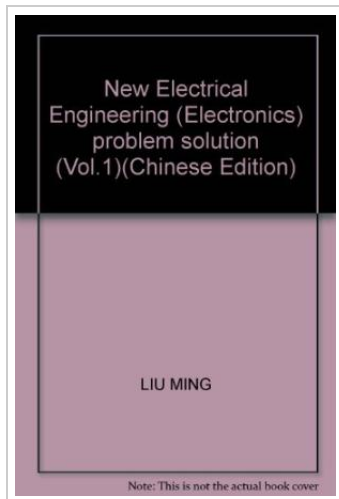 New Electrical
Engineering (Electronics)
problem solution
(Vol.1)(Chinese Edition)
LIU MING
Note: This is not the actual book cover